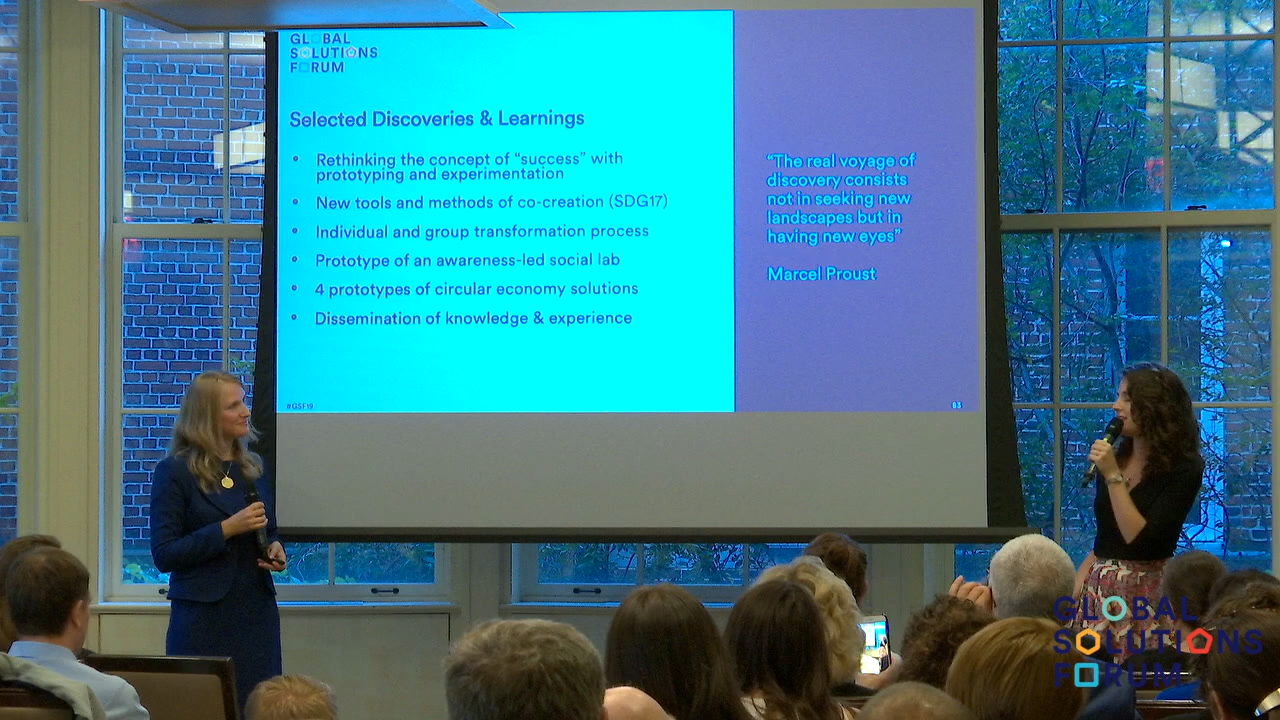 GLOBAL
SOLUTIONS
FORUM
Selected Discoveries & Learnings
Rethinking the concept of “success” with
prototyping and experimentation
New tools and methods of co-creation (SDG17)
Individual and group transformation process
Prototype of an awareness-led social lab
4 prototypes of circular economy solutions
Dissemination of knowledge & experience
#GSF19
“The real voyage of
discovery consists
not in seeking new
landscapes but in
having new eyes”
Marcel Proust
83
GLOBAL
SOLUTIONS
FORUM